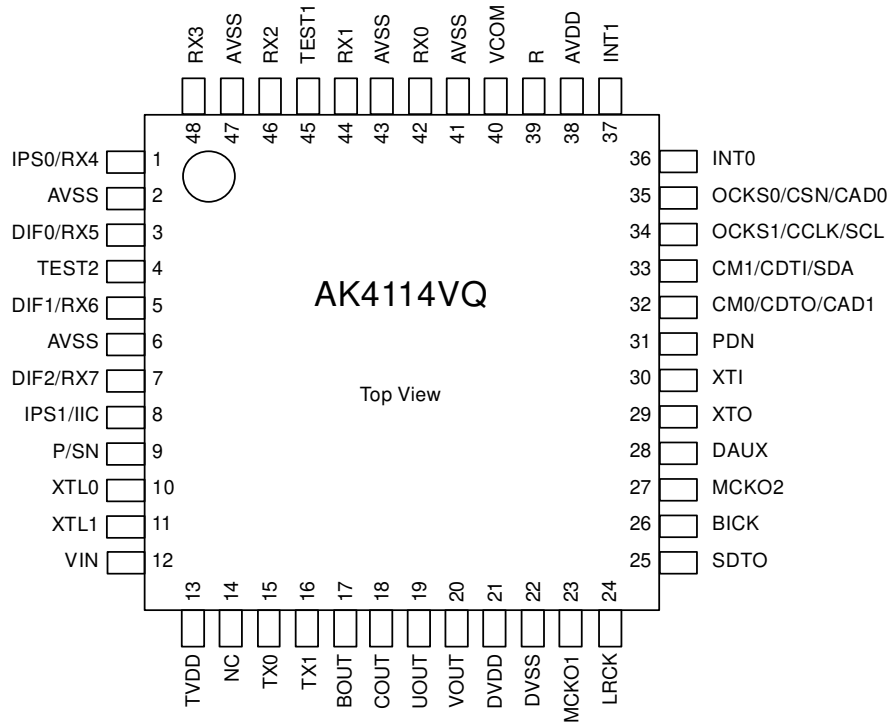 RX3
AVSS
RX2
TEST1
RX1
AVSS
RX0
AVSS
VCOM
R
AVDD
INT1
48
47
46
45
44
43
42
41
40
39
38
37
IPS0/RX4 1
AVSS 2
DIF0/RX5 3
TEST2 4
DIF1/RX6 5
AVSS 6
DIF2/RX7 7
IPS1/IIC 8
P/SN 9
XTL0 10
XTL1 11
VIN 12
AK4114VQ
Top View
36 INT0
35 OCKS0/CSN/CAD0
34 OCKS1/CCLK/SCL
33 CM1/CDTI/SDA
32 CM0/CDTO/CAD1
31 PDN
30 XTI
29 XTO
28 DAUX
27 MCKO2
26 BICK
25 SDTO
13
14
15
16
17
18
19
20
21
22
23
24
TVDD
NC
TX0
TX1
BOUT
COUT
UOUT
VOUT
DVDD
DVSS
MCKO1
LRCK